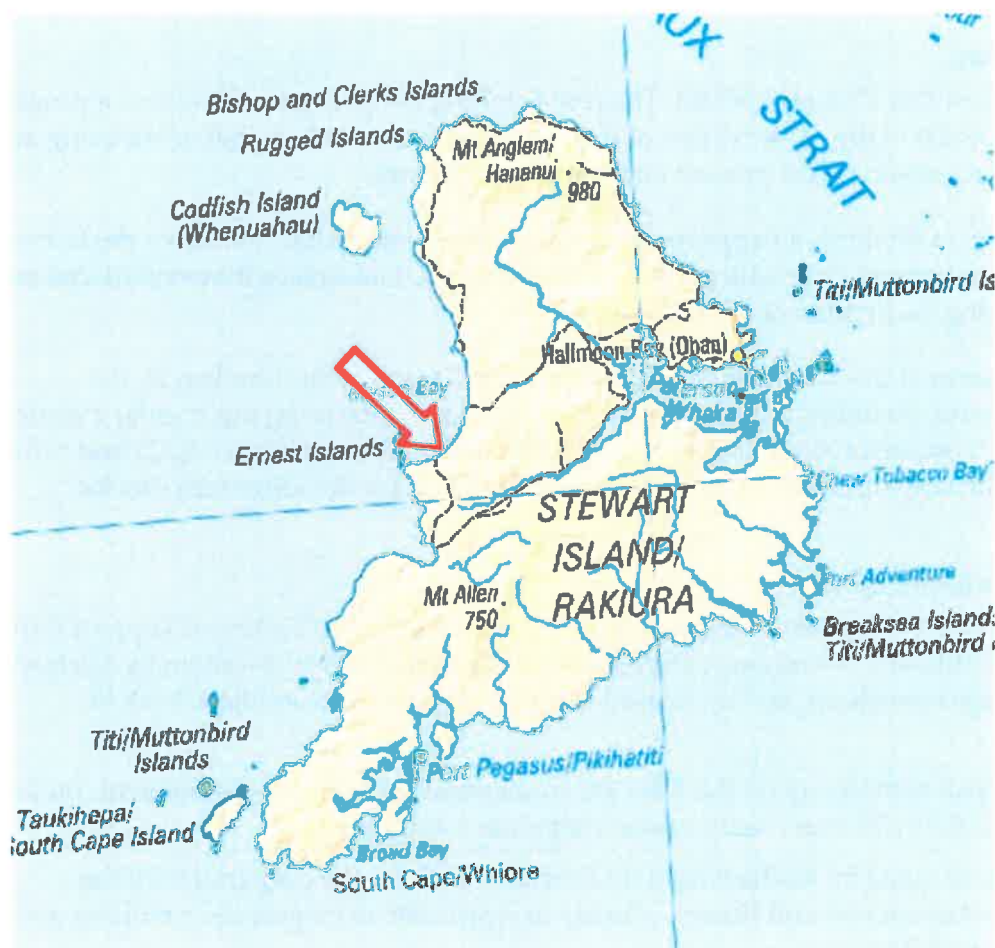 UX
STRAIT
Bishop and Clerks Islands
Rugged Islands
Mt Anglem/
Hananui
980
Codfish Island
(Whenuahau)
Titi/Muttonbird Is
Halfmoon Bay (Oban)
Paterson Inlet
Whaka
Bay
Ernest Islands
Chew Tobacco Bay
STEWART
ISLAND/
RAKIURA
Mt Allen
750
Port Adventure
Breaksea Islands
Titi/Muttonbird
Titi/Muttonbird
Islands
Port Pegasus/Pikihatiti
Taukihepa/
South Cape Island
Broad Bay
South Cape/Whiore